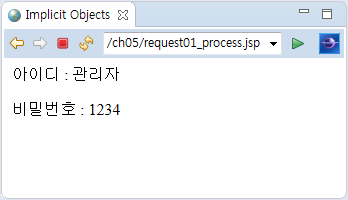 Implicit Objects
/ch05/request01_process.jsp
아이디 : 관리자
비밀번호 : 1234